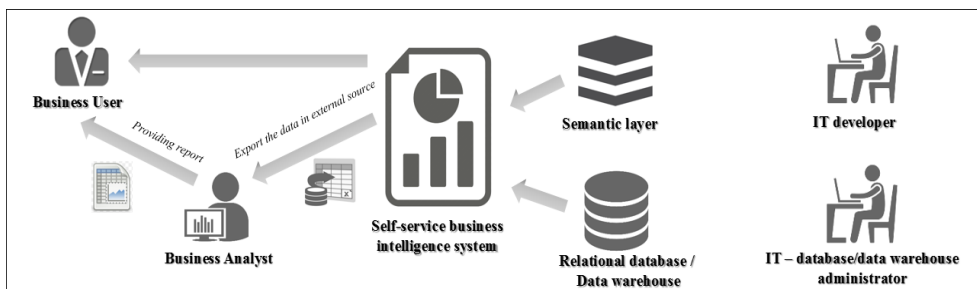 Business User
Providing report
Export the data in external source
Business Analyst
Self-service business
intelligence system
Semantic layer
Relational database /
Data warehouse
IT developer
IT – database/data warehouse
administrator